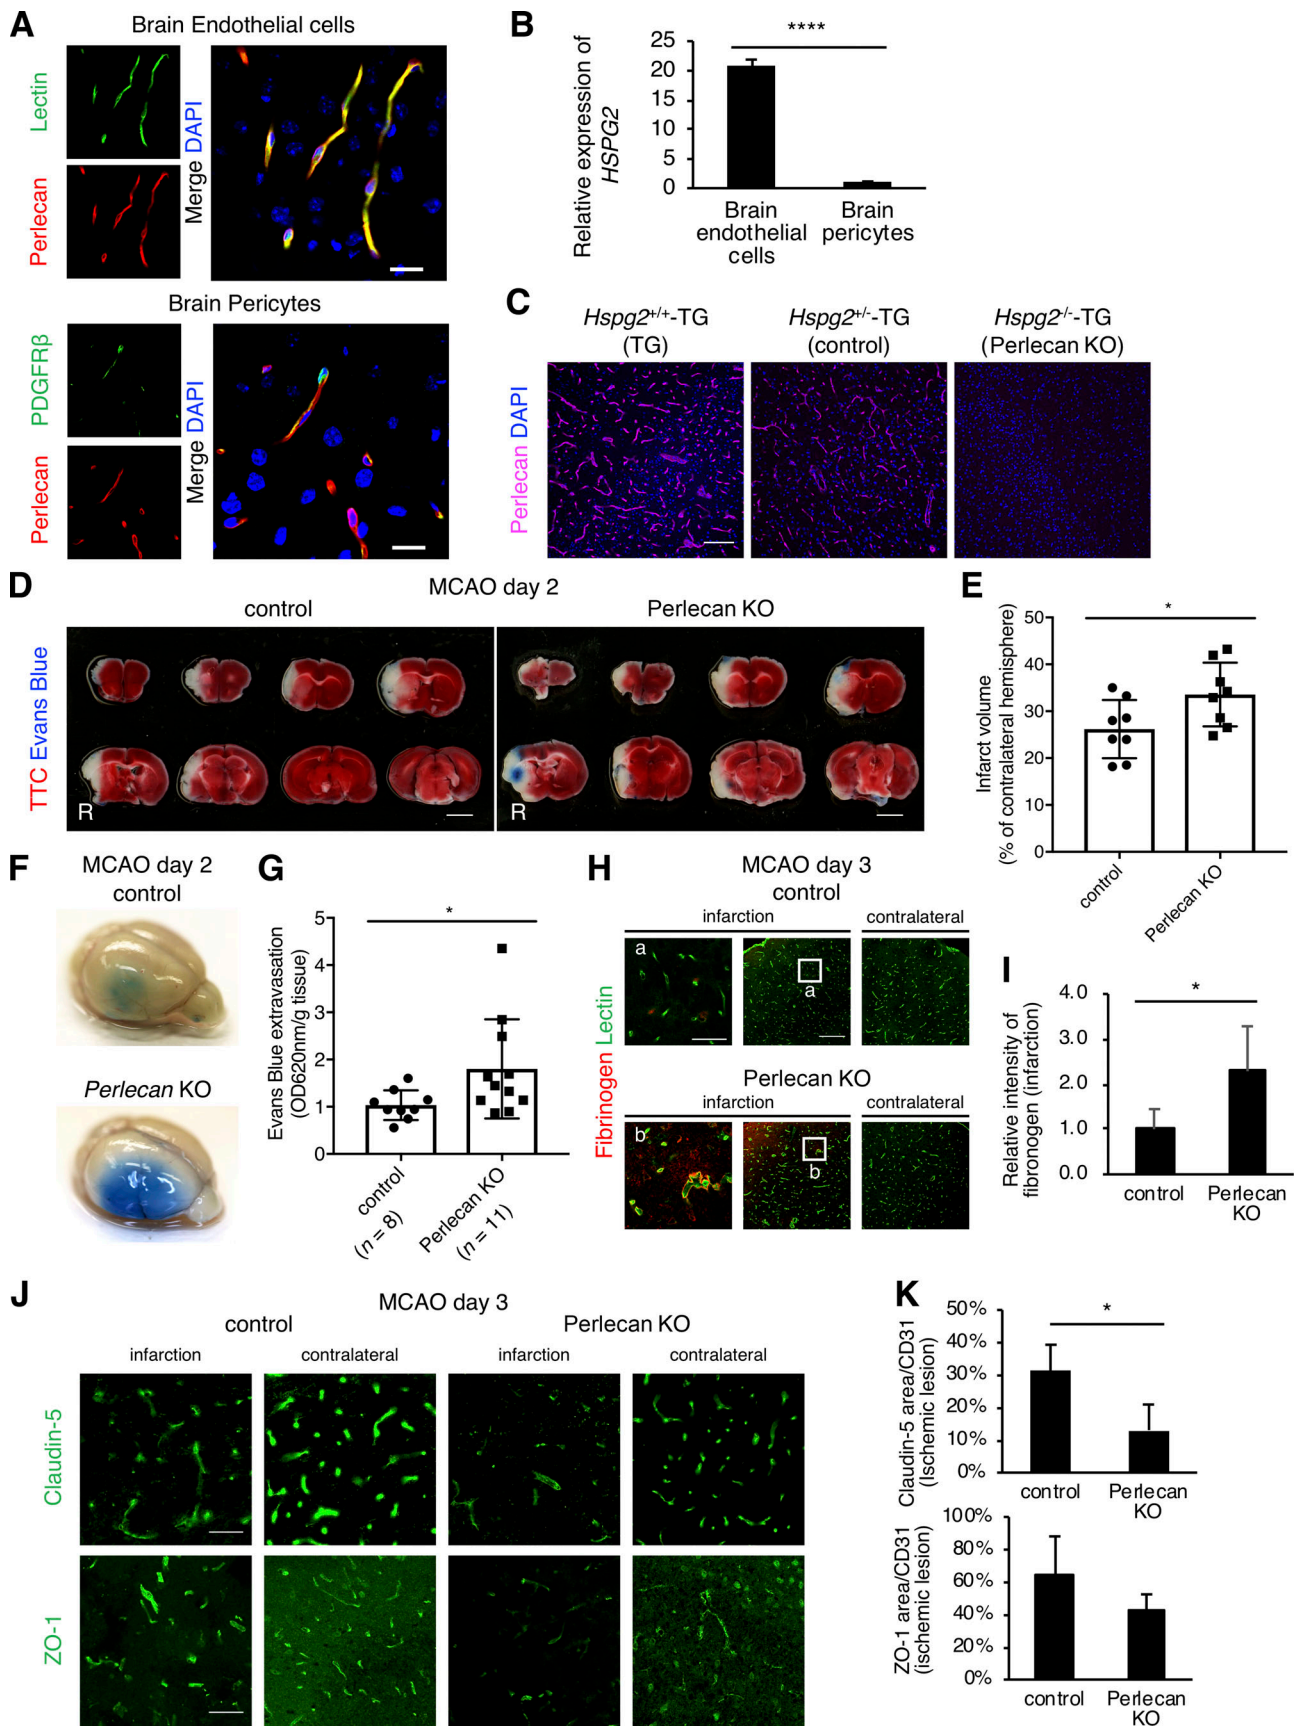 A
Brain Endothelial cells
Lectin
Perlecan
Merge DAPI
Brain Pericytes
PDGFRβ
Perlecan
Merge DAPI
B
Relative expression of
HSPG2
25
20
15
10
5
0
****
Brain
endothelial
cells
Brain
pericytes
C
Hspg2+/+-TG
(TG)
Hspg2+/--TG
(control)
Hspg2-/--TG
(Perlecan KO)
Perlecan DAPI
D
MCAO day 2
control
Perlecan KO
TTC Evans Blue
R
R
E
Infarct volume
(% of contralateral hemisphere)
50
40
30
20
10
0
*
control
Perlecan KO
F
MCAO day 2
control
Perlecan KO
G
Evans Blue extravasation
(OD620nm/g tissue)
5
4
3
2
1
0
*
control
(n = 8)
Perlecan KO
(n = 11)
H
MCAO day 3
control
infarction
contralateral
a
a
Perlecan KO
infarction
contralateral
b
b
Fibrinogen Lectin
I
Relative intensity of
fibronogen (infarction)
4.0
3.0
2.0
1.0
0.0
*
control
Perlecan
KO
J
MCAO day 3
control
Perlecan KO
infarction
contralateral
infarction
contralateral
Claudin-5
ZO-1
K
Claudin-5 area/CD31
(Ischemic lesion)
50%
40%
30%
20%
10%
0%
*
control
Perlecan
KO
ZO-1 area/CD31
(ischemic lesion)
100%
80%
60%
40%
20%
0%
control
Perlecan
KO